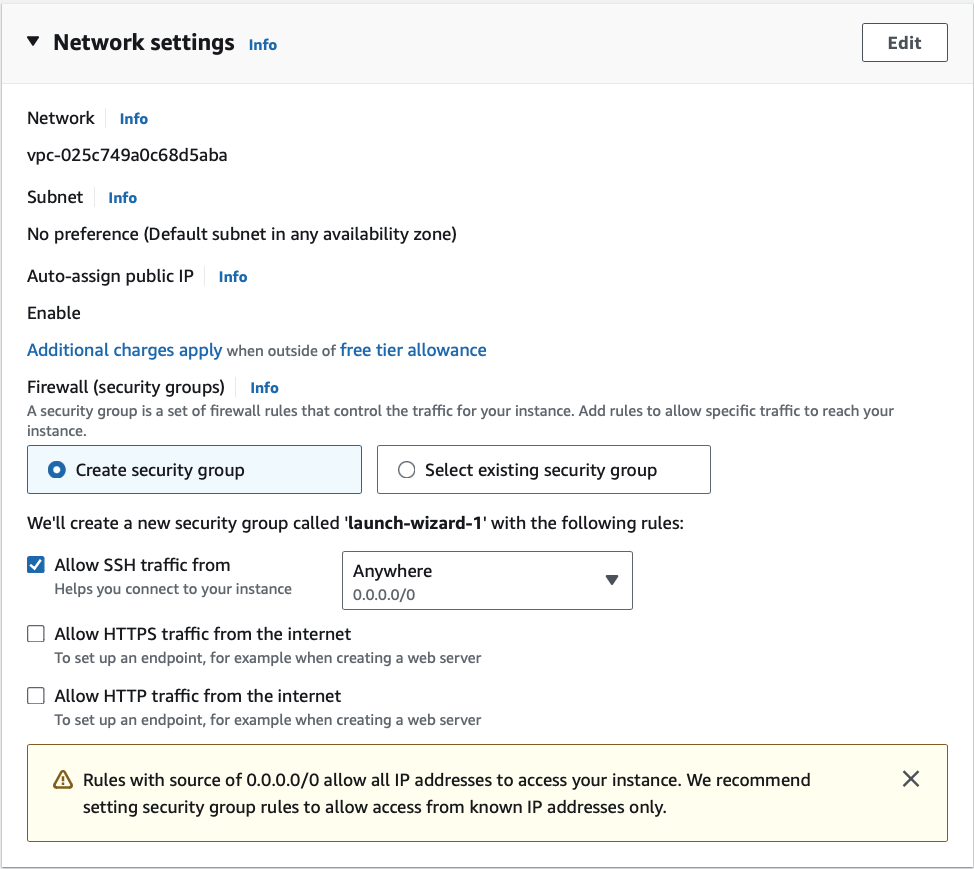 Network settings Info
Edit
Network Info
vpc-025c749a0c68d5aba
Subnet Info
No preference (Default subnet in any availability zone)
Auto-assign public IP Info
Enable
Additional charges apply when outside of free tier allowance
Firewall (security groups) Info
A security group is a set of firewall rules that control the traffic for your instance. Add rules to allow specific traffic to reach your
instance.
Create security group
Select existing security group
We'll create a new security group called 'launch-wizard-1' with the following rules:
Allow SSH traffic from
Helps you connect to your instance
Anywhere
0.0.0.0/0
Allow HTTPS traffic from the internet
To set up an endpoint, for example when creating a web server
Allow HTTP traffic from the internet
To set up an endpoint, for example when creating a web server
Rules with source of 0.0.0.0/0 allow all IP addresses to access your instance. We recommend
setting security group rules to allow access from known IP addresses only.